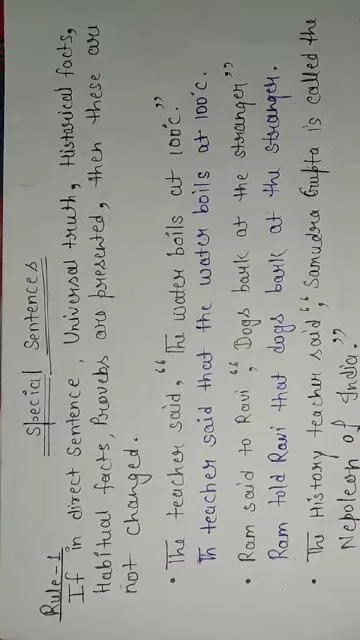 Special Sentences
Rule-1
If in direct sentence, Universal truth, Historical facts,
Habitual facts, Proverbs are presented, then these are
not changed.
• The teacher said, "The water boils at 100°C."
Th teacher said that the water boils at 100°C.
• Ram said to Ravi, "Dogs bark at the stranger"
Ram told Ravi that dogs bark at the stranger.
• The History teacher said, "Samudra Gupta is called the
Nepoleon of India."